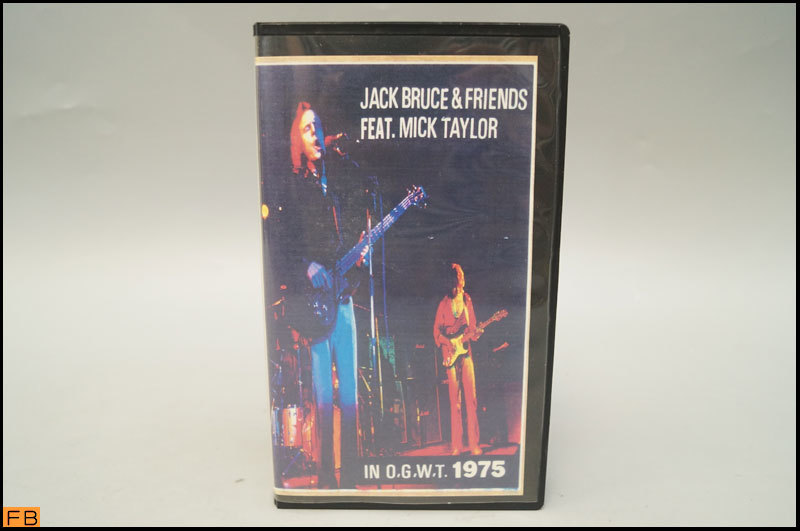 JACK BRUCE & FRIENDS
FEAT. MICK TAYLOR
IN O.G.W.T. 1975
FB